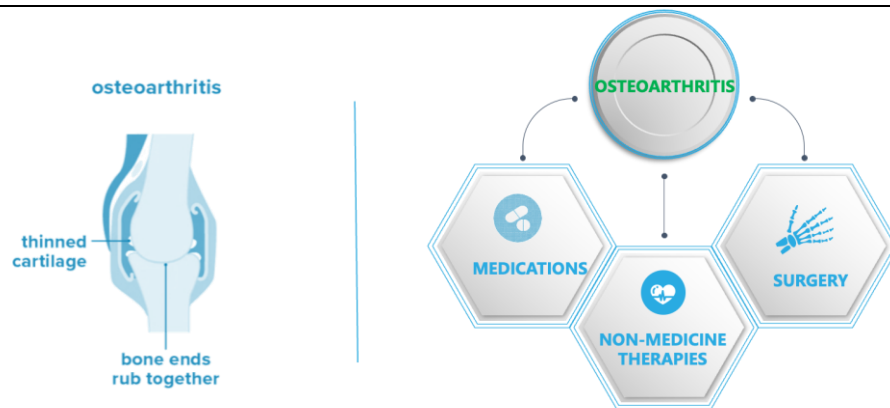 osteoarthritis
thinned
cartilage
bone ends
rub together
OSTEOARTHRITIS
MEDICATIONS
NON-MEDICINE
THERAPIES
SURGERY